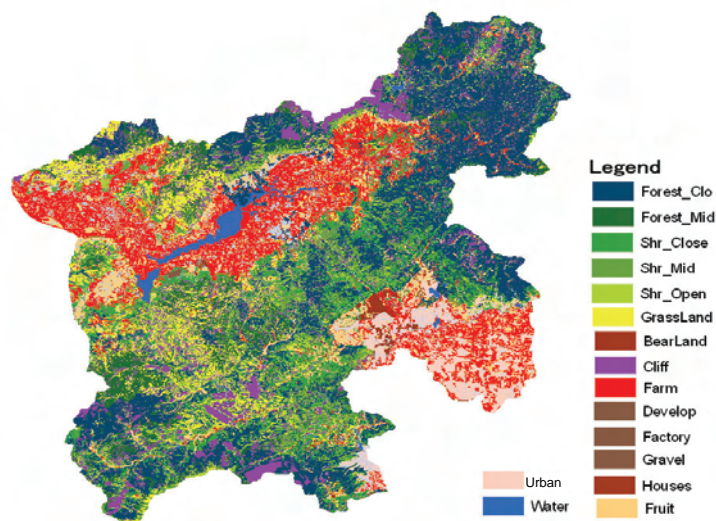 Legend
Forest_Clo
Forest_Mid
Shr_Close
Shr_Mid
Shr_Open
GrassLand
BearLand
Cliff
Farm
Develop
Factory
Gravel
Houses
Fruit
Urban
Water